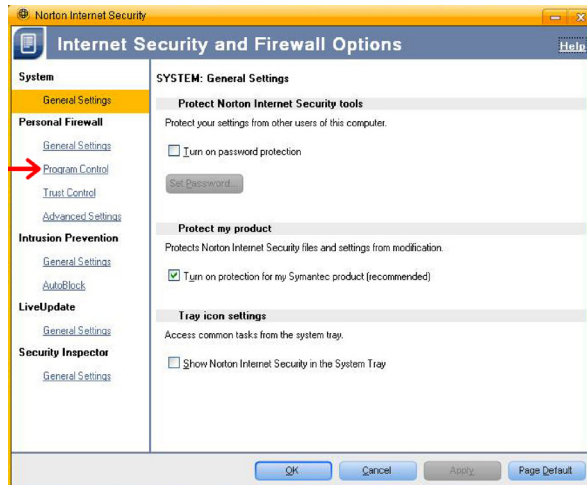 Norton Internet Security
Internet Security and Firewall Options
Help
System
General Settings
Personal Firewall
General Settings
Program Control
Trust Control
Advanced Settings
Intrusion Prevention
General Settings
AutoBlock
LiveUpdate
General Settings
Security Inspector
General Settings
SYSTEM: General Settings
Protect Norton Internet Security tools
Protect your settings from other users of this computer.
Turn on password protection
Set Password...
Protect my product
Protects Norton Internet Security files and settings from modification.
Turn on protection for my Symantec product (recommended)
Tray icon settings
Access common tasks from the system tray.
Show Norton Internet Security in the System Tray
OK
Cancel
Apply
Page Default